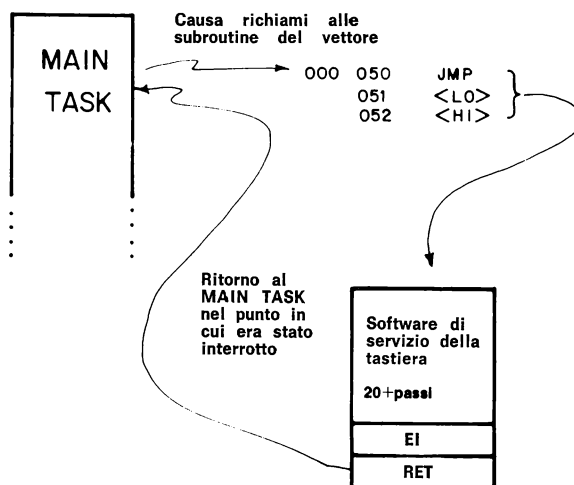 Causa richiami alle
subroutine del vettore
MAIN
TASK
000 050 JMP
051 <LO>
052 <HI>
Ritorno al
MAIN TASK
nel punto in
cui era stato
interrotto
Software di
servizio della
tastiera
20+passi
EI
RET